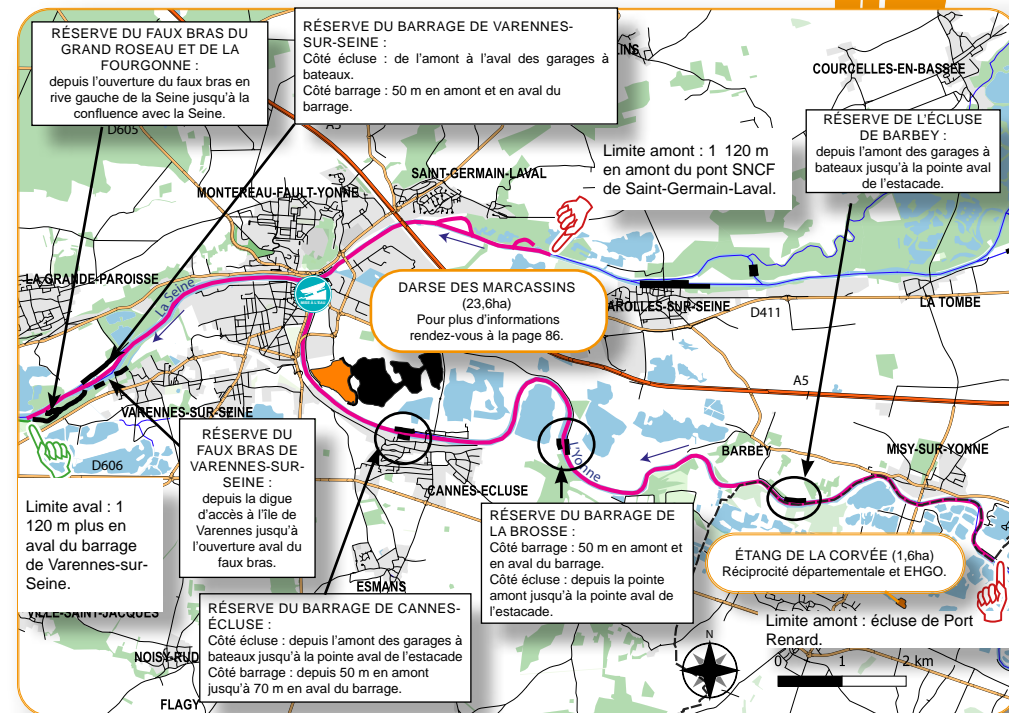 RÉSERVE DU FAUX BRAS DU
GRAND ROSEAU ET DE LA
FOURGONNE :
depuis l'ouverture du faux bras en
rive gauche de la Seine jusqu'à la
confluence avec la Seine.
RÉSERVE DU BARRAGE DE VARENNES-
SUR-SEINE :
Côté écluse : de l'amont à l'aval des garages à
bateaux.
Côté barrage : 50 m en amont et en aval du
barrage.
COURCELLES-EN-BASSÉE
RÉSERVE DE L'ÉCLUSE
DE BARBEY :
depuis l'amont des garages à
bateaux jusqu'à la pointe aval
de l'estacade.
Limite amont : 1 120 m
en amont du pont SNCF
de Saint-Germain-Laval.
D605
A5
SAINT-GERMAIN-LAVAL
MONTEREAU-FAULT-YONNE
LA-GRANDE-PAROISSE
La Seine
DARSE DES MARCASSINS
(23,6ha)
Pour plus d'informations
rendez-vous à la page 86.
AROLLES-SUR-SEINE
D411
LA TOMBE
A5
VARENNES-SUR-SEINE
D606
RÉSERVE DU
FAUX BRAS DE
VARENNES-SUR-
SEINE :
depuis la digue
d'accès à l'île de
Varennes jusqu'à
l'ouverture aval du
faux bras.
L'Yonne
BARBEY
MISY-SUR-YONNE
CANNES-ECLUSE
Limite aval : 1
120 m plus en
aval du barrage
de Varennes-sur-
Seine.
RÉSERVE DU BARRAGE DE
LA BROSSE :
Côté barrage : 50 m en amont et
en aval du barrage.
Côté écluse : depuis la pointe
amont jusqu'à la pointe aval de
l'estacade.
ÉTANG DE LA CORVÉE (1,6ha)
Réciprocité départementale et EHGO.
ESMANS
VILLE-SAINT-JACQUES
RÉSERVE DU BARRAGE DE CANNES-
ÉCLUSE :
Côté écluse : depuis l'amont des garages à
bateaux jusqu'à la pointe aval de l'estacade
Côté barrage : depuis 50 m en amont
jusqu'à 70 m en aval du barrage.
Limite amont : écluse de Port
Renard.
NOISY-RUD
FLAGY
N
0 1 2 km